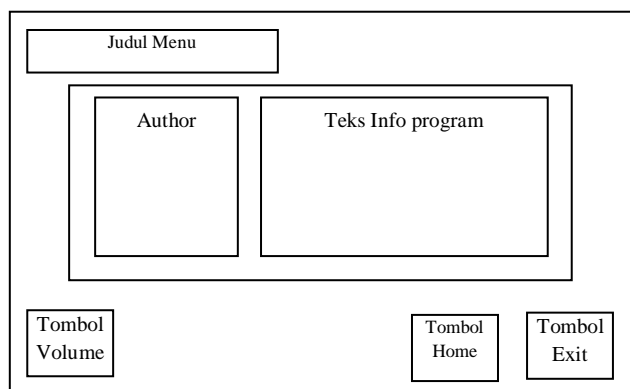 Judul Menu
Author
Teks Info program
Tombol
Volume
Tombol
Home
Tombol
Exit